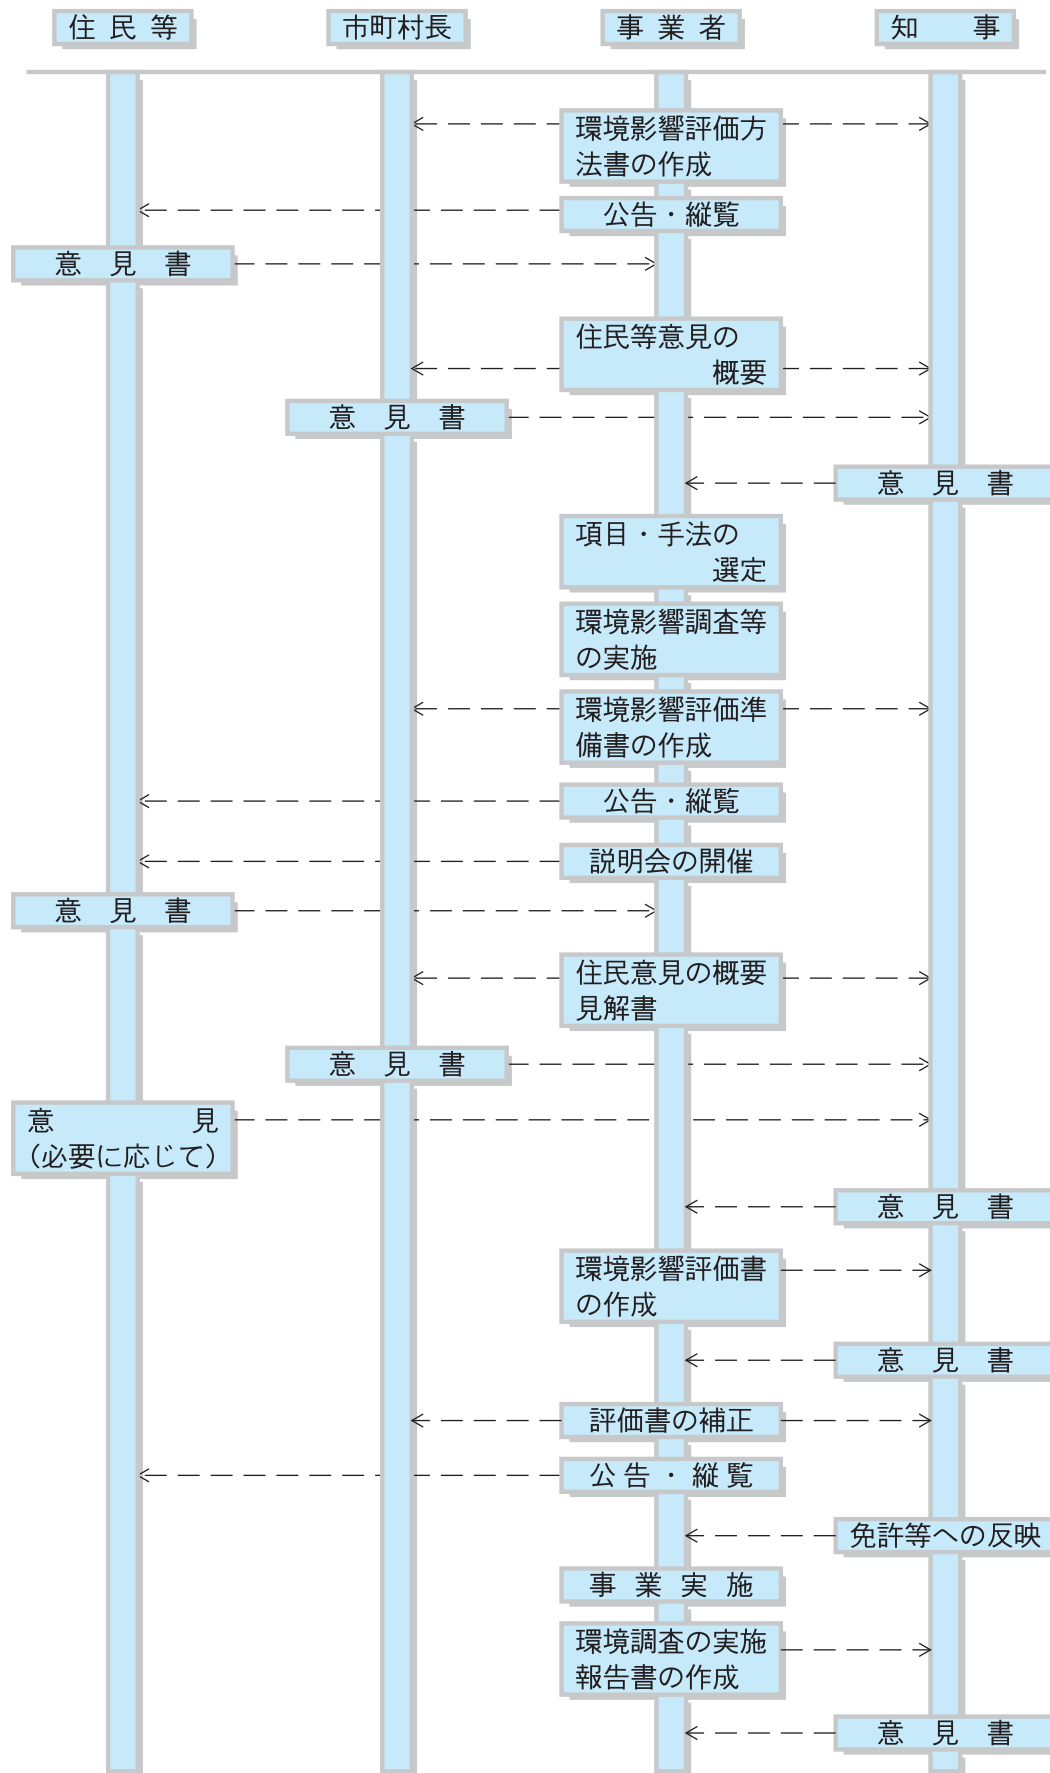 住民等
市町村長
事業者
知事
環境影響評価方
法書の作成
公告・縦覧
意見書
住民等意見の
概要
意見書
意見書
項目・手法の
選定
環境影響調査等
の実施
環境影響評価準
備書の作成
公告・縦覧
説明会の開催
意見書
住民意見の概要
見解書
意見書
意見
（必要に応じて）
意見書
環境影響評価書
の作成
意見書
評価書の補正
公告・縦覧
免許等への反映
事業実施
環境調査の実施
報告書の作成
意見書